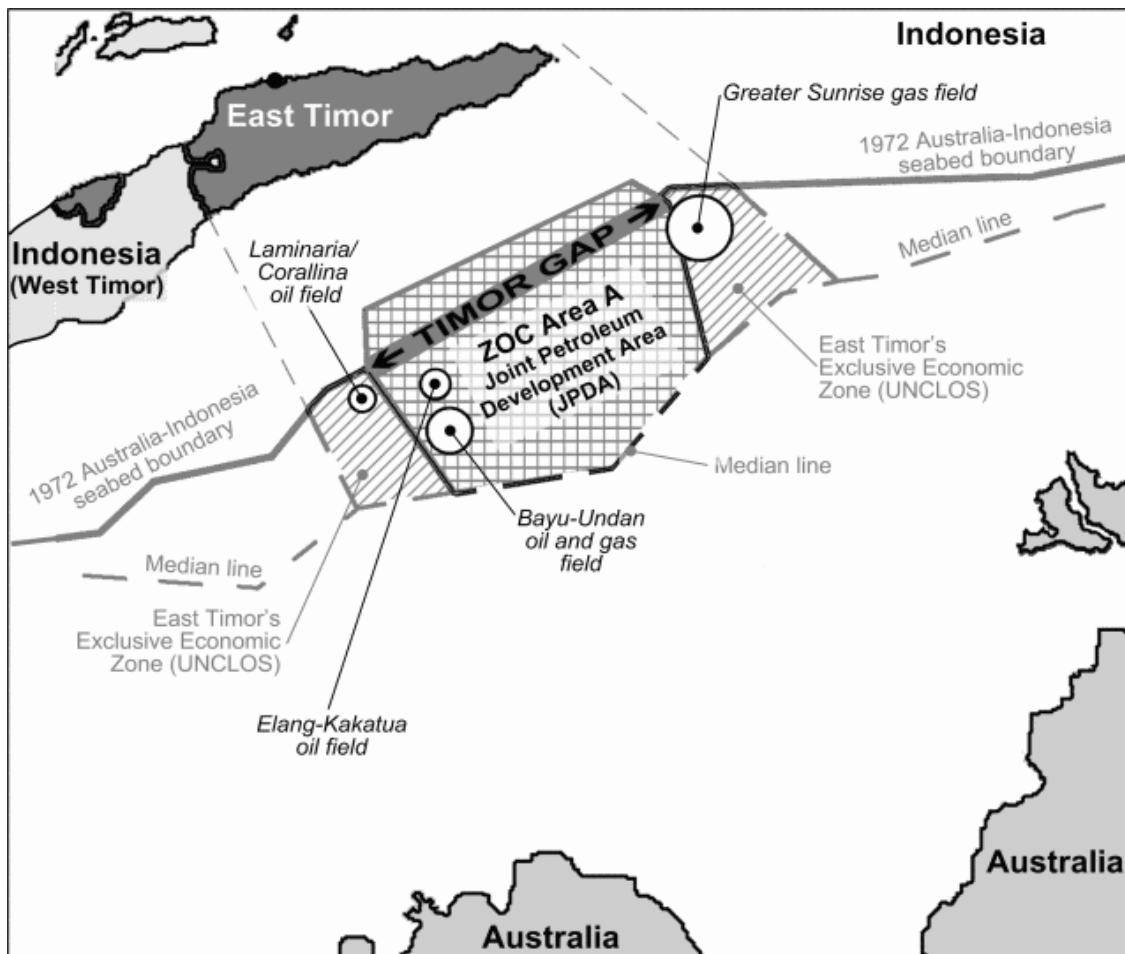 Indonesia
Greater Sunrise gas field
East Timor
1972 Australia-Indonesia
seabed boundary
Indonesia
(West Timor)
Laminaria/
Corallina
oil field
TIMOR GAP
Median line
ZOC Area A
Joint Petroleum
Development Area
(JPDA)
East Timor's
Exclusive Economic
Zone (UNCLOS)
1972 Australia-Indonesia
seabed boundary
Median line
Bayu-Undan
oil and gas
field
Median line
East Timor's
Exclusive Economic
Zone (UNCLOS)
Elang-Kakatua
oil field
Australia
Australia